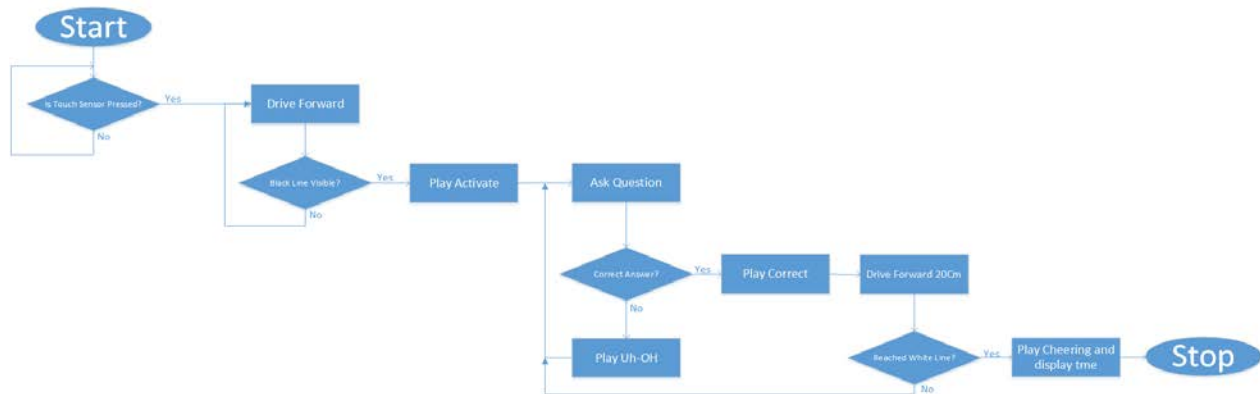 Start
Is Touch Sensor Pressed?
Yes
No
Drive Forward
Black Line Visible?
Yes
No
Play Activate
Ask Question
Correct Answer?
Yes
No
Play Correct
Drive Forward 20Cm
Play Uh-OH
Reached White Line?
Yes
No
Play Cheering and
display tme
Stop